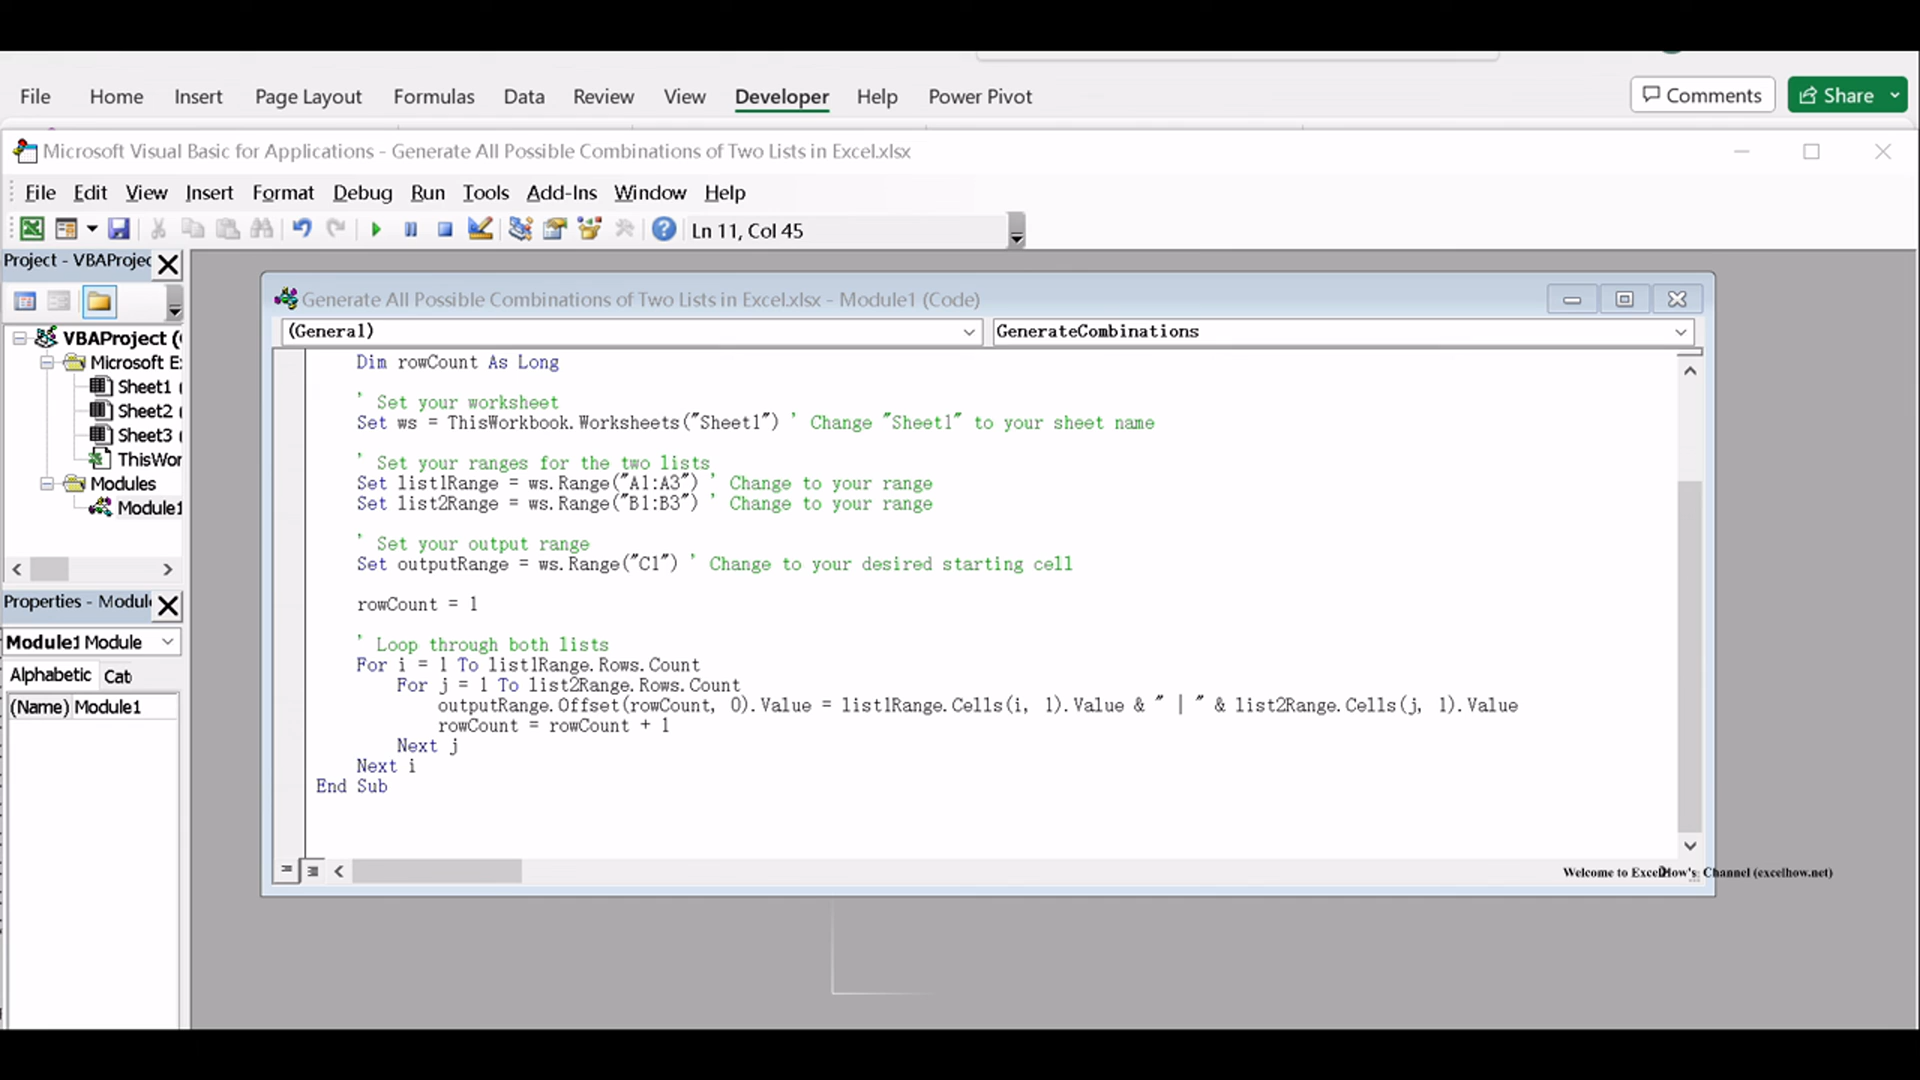 File Home Insert Page Layout Formulas Data Review View Developer Help Power Pivot Comments Share
Microsoft Visual Basic for Applications - Generate All Possible Combinations of Two Lists in Excel.xlsx
File Edit View Insert Format Debug Run Tools Add-Ins Window Help
Ln 11, Col 45
Project - VBAProjec
Generate All Possible Combinations of Two Lists in Excel.xlsx - Module1 (Code)
(General) GenerateCombinations
VBAProject (
Microsoft E
Sheet1 (
Sheet2 (
Sheet3 (
ThisWor
Modules
Module1
Properties - Modul
Module1 Module
Alphabetic Cat
(Name) Module1
Dim rowCount As Long
' Set your worksheet
Set ws = ThisWorkbook.Worksheets("Sheet1") ' Change "Sheet1" to your sheet name
' Set your ranges for the two lists
Set list1Range = ws.Range("A1:A3") ' Change to your range
Set list2Range = ws.Range("B1:B3") ' Change to your range
' Set your output range
Set outputRange = ws.Range("C1") ' Change to your desired starting cell
rowCount = 1
' Loop through both lists
For i = 1 To list1Range.Rows.Count
For j = 1 To list2Range.Rows.Count
outputRange.Offset(rowCount, 0).Value = list1Range.Cells(i, 1).Value & " | " & list2Range.Cells(j, 1).Value
rowCount = rowCount + 1
Next j
Next i
End Sub
Welcome to ExcelHow's Channel (excelhow.net)